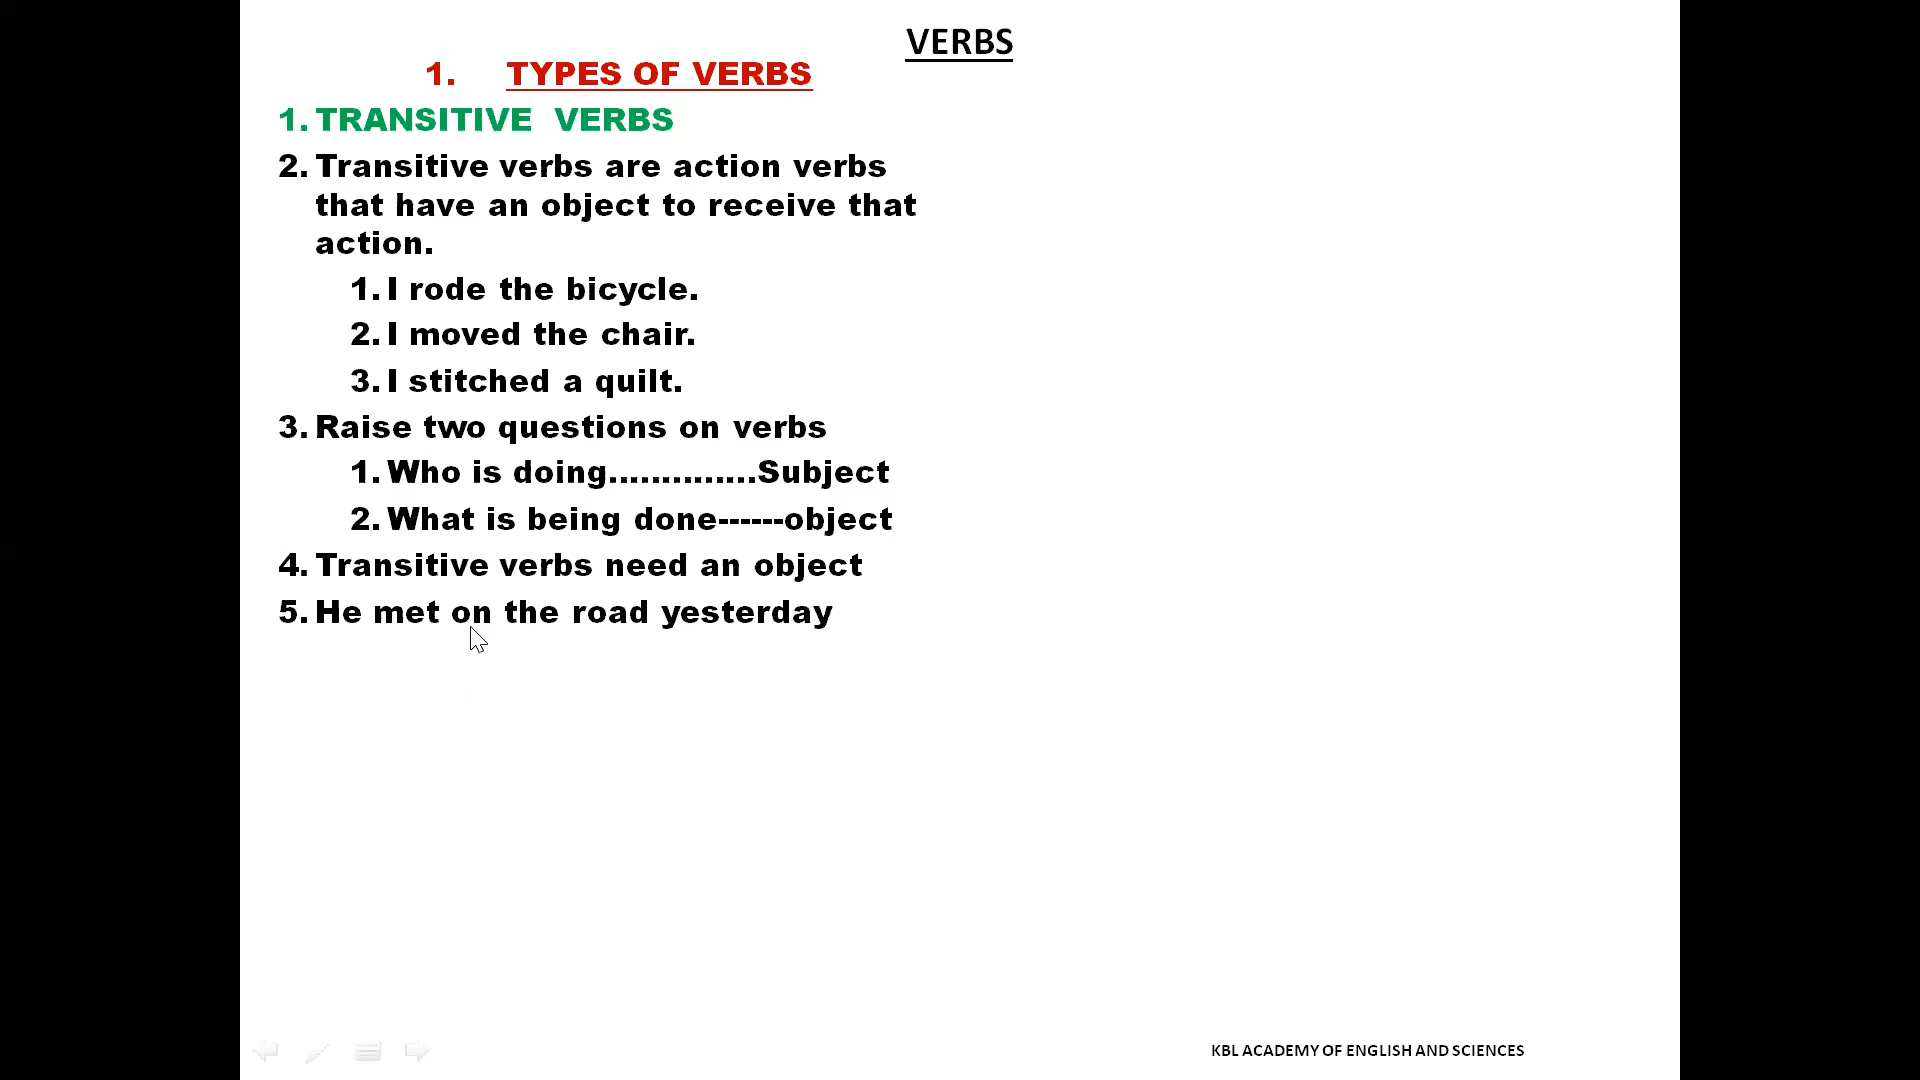 VERBS
1. TYPES OF VERBS
1. TRANSITIVE VERBS
2. Transitive verbs are action verbs
that have an object to receive that
action.
1. I rode the bicycle.
2. I moved the chair.
3. I stitched a quilt.
3. Raise two questions on verbs
1. Who is doing..............Subject
2. What is being done------object
4. Transitive verbs need an object
5. He met on the road yesterday
KBL ACADEMY OF ENGLISH AND SCIENCES